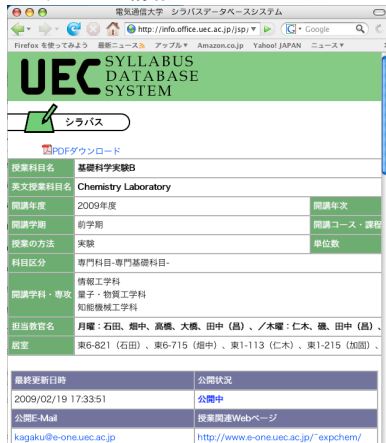 電気通信大学 シラバスデータベースシステム
http://info.office.uec.ac.jp/jsp/
Google
Firefox を使ってみよう 最新ニュース アップル Amazon.co.jp Yahoo! JAPAN ニュース
UEC SYLLABUS DATABASE SYSTEM
シラバス
PDFダウンロード
授業科目名 基礎科学実験B
英文授業科目名 Chemistry Laboratory
開講年度 2009年度 開講年次
開講学期 前学期 開講コース・課程
授業の方法 実験 単位数
科目区分 専門科目-専門基礎科目-
開講学科・専攻 情報工学科
量子・物質工学科
知能機械工学科
担当教官名 月曜：石田、畑中、高橋、大橋、田中（昌）、／木曜：仁木、磯、田中（昌）、
居室 東6-821（石田）、東6-715（畑中）、東1-113（仁木）、東1-215（加固）、
最終更新日時 公開状況
2009/02/19 17:33:51 公開中
公開E-Mail 授業関連Webページ
kagaku@e-one.uec.ac.jp http://www.e-one.uec.ac.jp/~expchem/